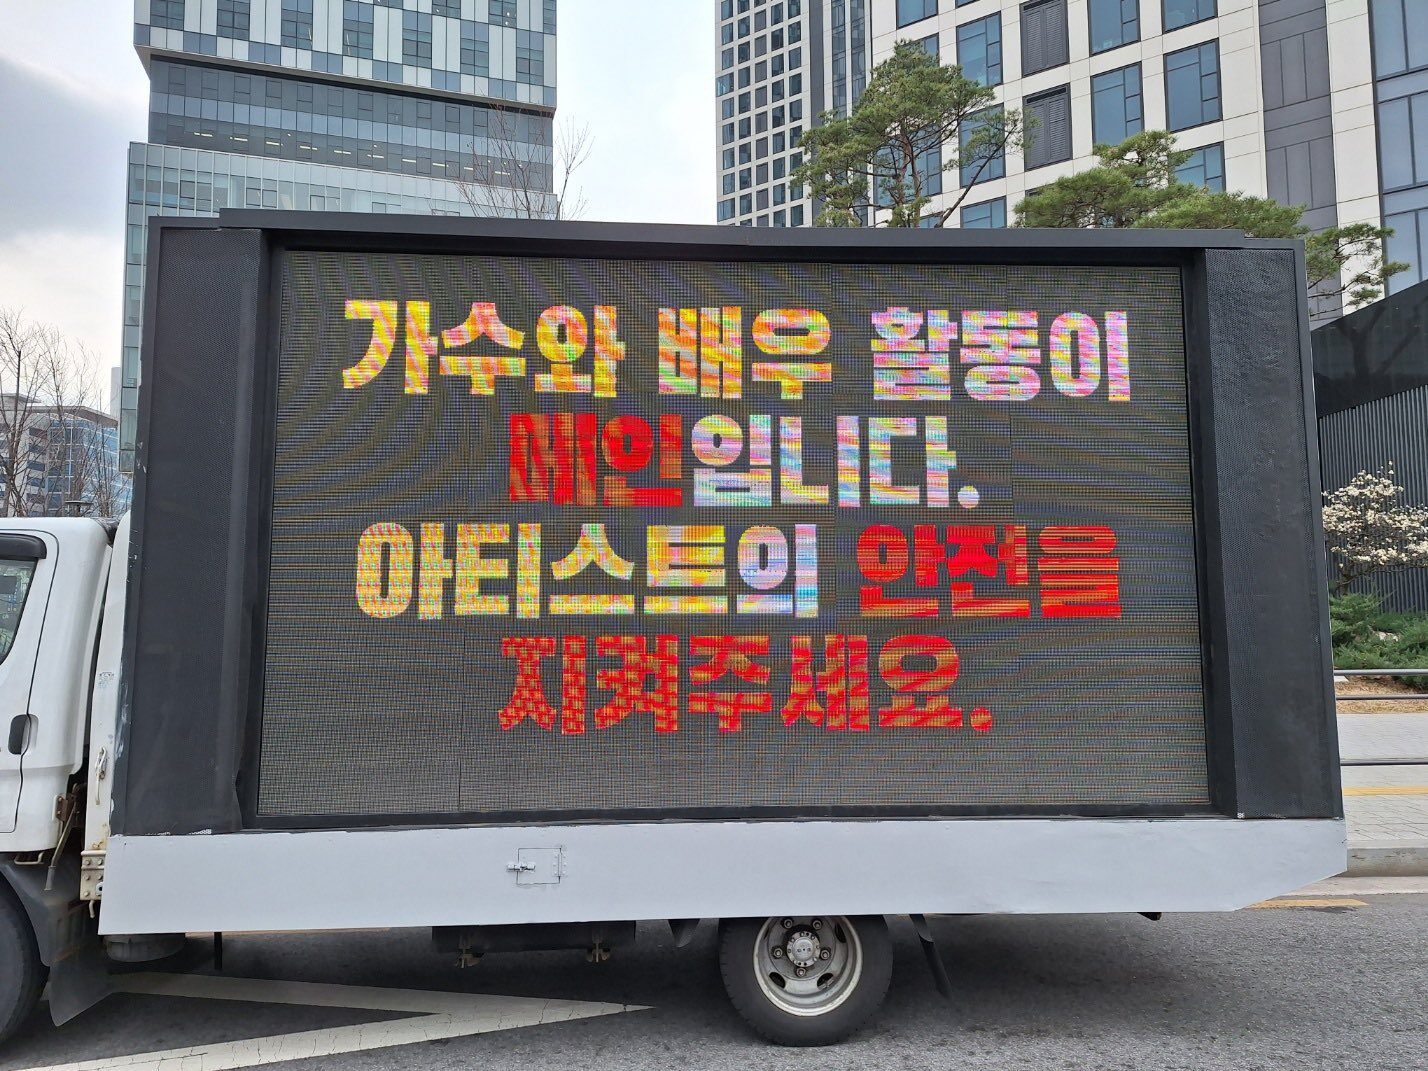 가수와 배우 활동이
메인입니다.
아티스트의 안전을
지켜주세요.